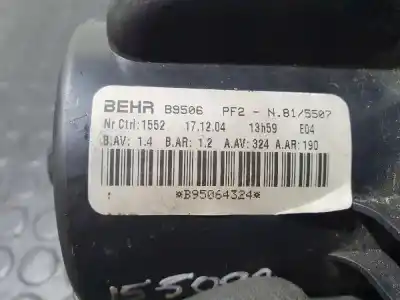 BEHR B9506 PF2 - N.81/5507
Nr Ctrl:1552 17.12.04 13h59 E04
B.AV: 1.4 B.AR: 1.2 A.AV:324 A.AR:190
*B95064324*